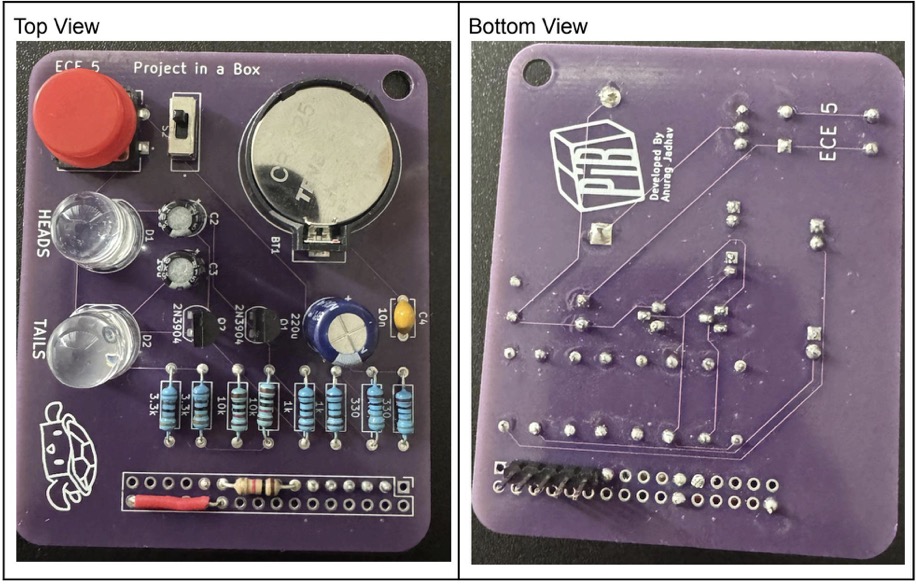 Top View
Bottom View
ECE 5 Project in a Box
S2
HEADS
D1
C2
C3
BT1
TAILS
D2
2N3904
Q2
2N3904
Q1
220u
10n
C4
3.3k
3.3k
10k
10k
1k
1k
330
330
PiB
Developed By
Anurag Jadhav
ECE 5